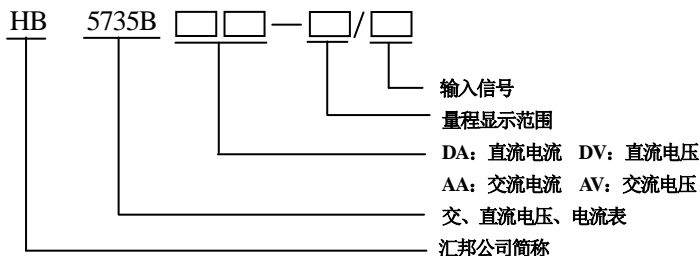 HB 5735B □□—□/□
输入信号
量程显示范围
DA：直流电流 DV：直流电压
AA：交流电流 AV：交流电压
交、直流电压、电流表
汇邦公司简称